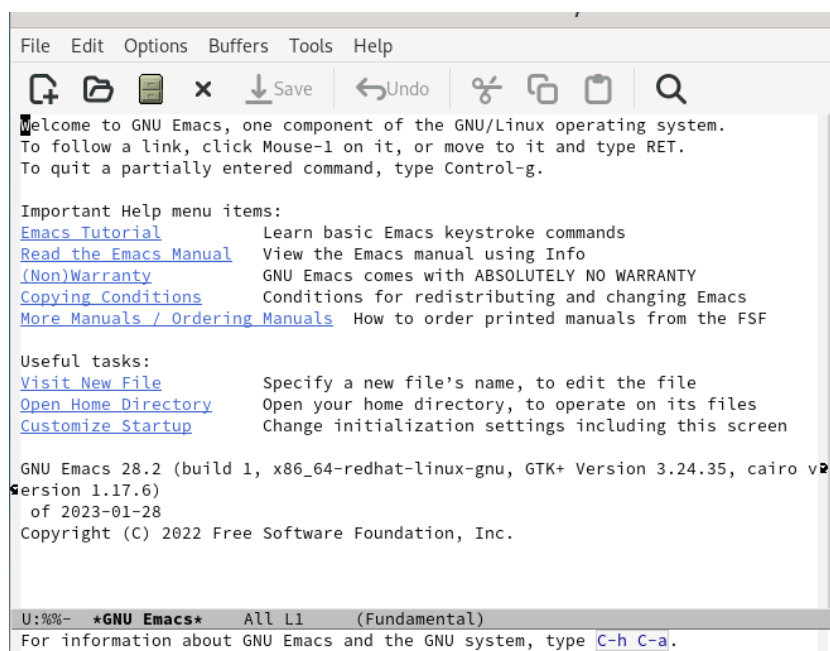 File Edit Options Buffers Tools Help
Save Undo
Welcome to GNU Emacs, one component of the GNU/Linux operating system.
To follow a link, click Mouse-1 on it, or move to it and type RET.
To quit a partially entered command, type Control-g.
Important Help menu items:
Emacs Tutorial Learn basic Emacs keystroke commands
Read the Emacs Manual View the Emacs manual using Info
(Non)Warranty GNU Emacs comes with ABSOLUTELY NO WARRANTY
Copying Conditions Conditions for redistributing and changing Emacs
More Manuals / Ordering Manuals How to order printed manuals from the FSF
Useful tasks:
Visit New File Specify a new file’s name, to edit the file
Open Home Directory Open your home directory, to operate on its files
Customize Startup Change initialization settings including this screen
GNU Emacs 28.2 (build 1, x86_64-redhat-linux-gnu, GTK+ Version 3.24.35, cairo v
ersion 1.17.6)
of 2023-01-28
Copyright (C) 2022 Free Software Foundation, Inc.
U:%%- *GNU Emacs* All L1 (Fundamental)
For information about GNU Emacs and the GNU system, type C-h C-a.